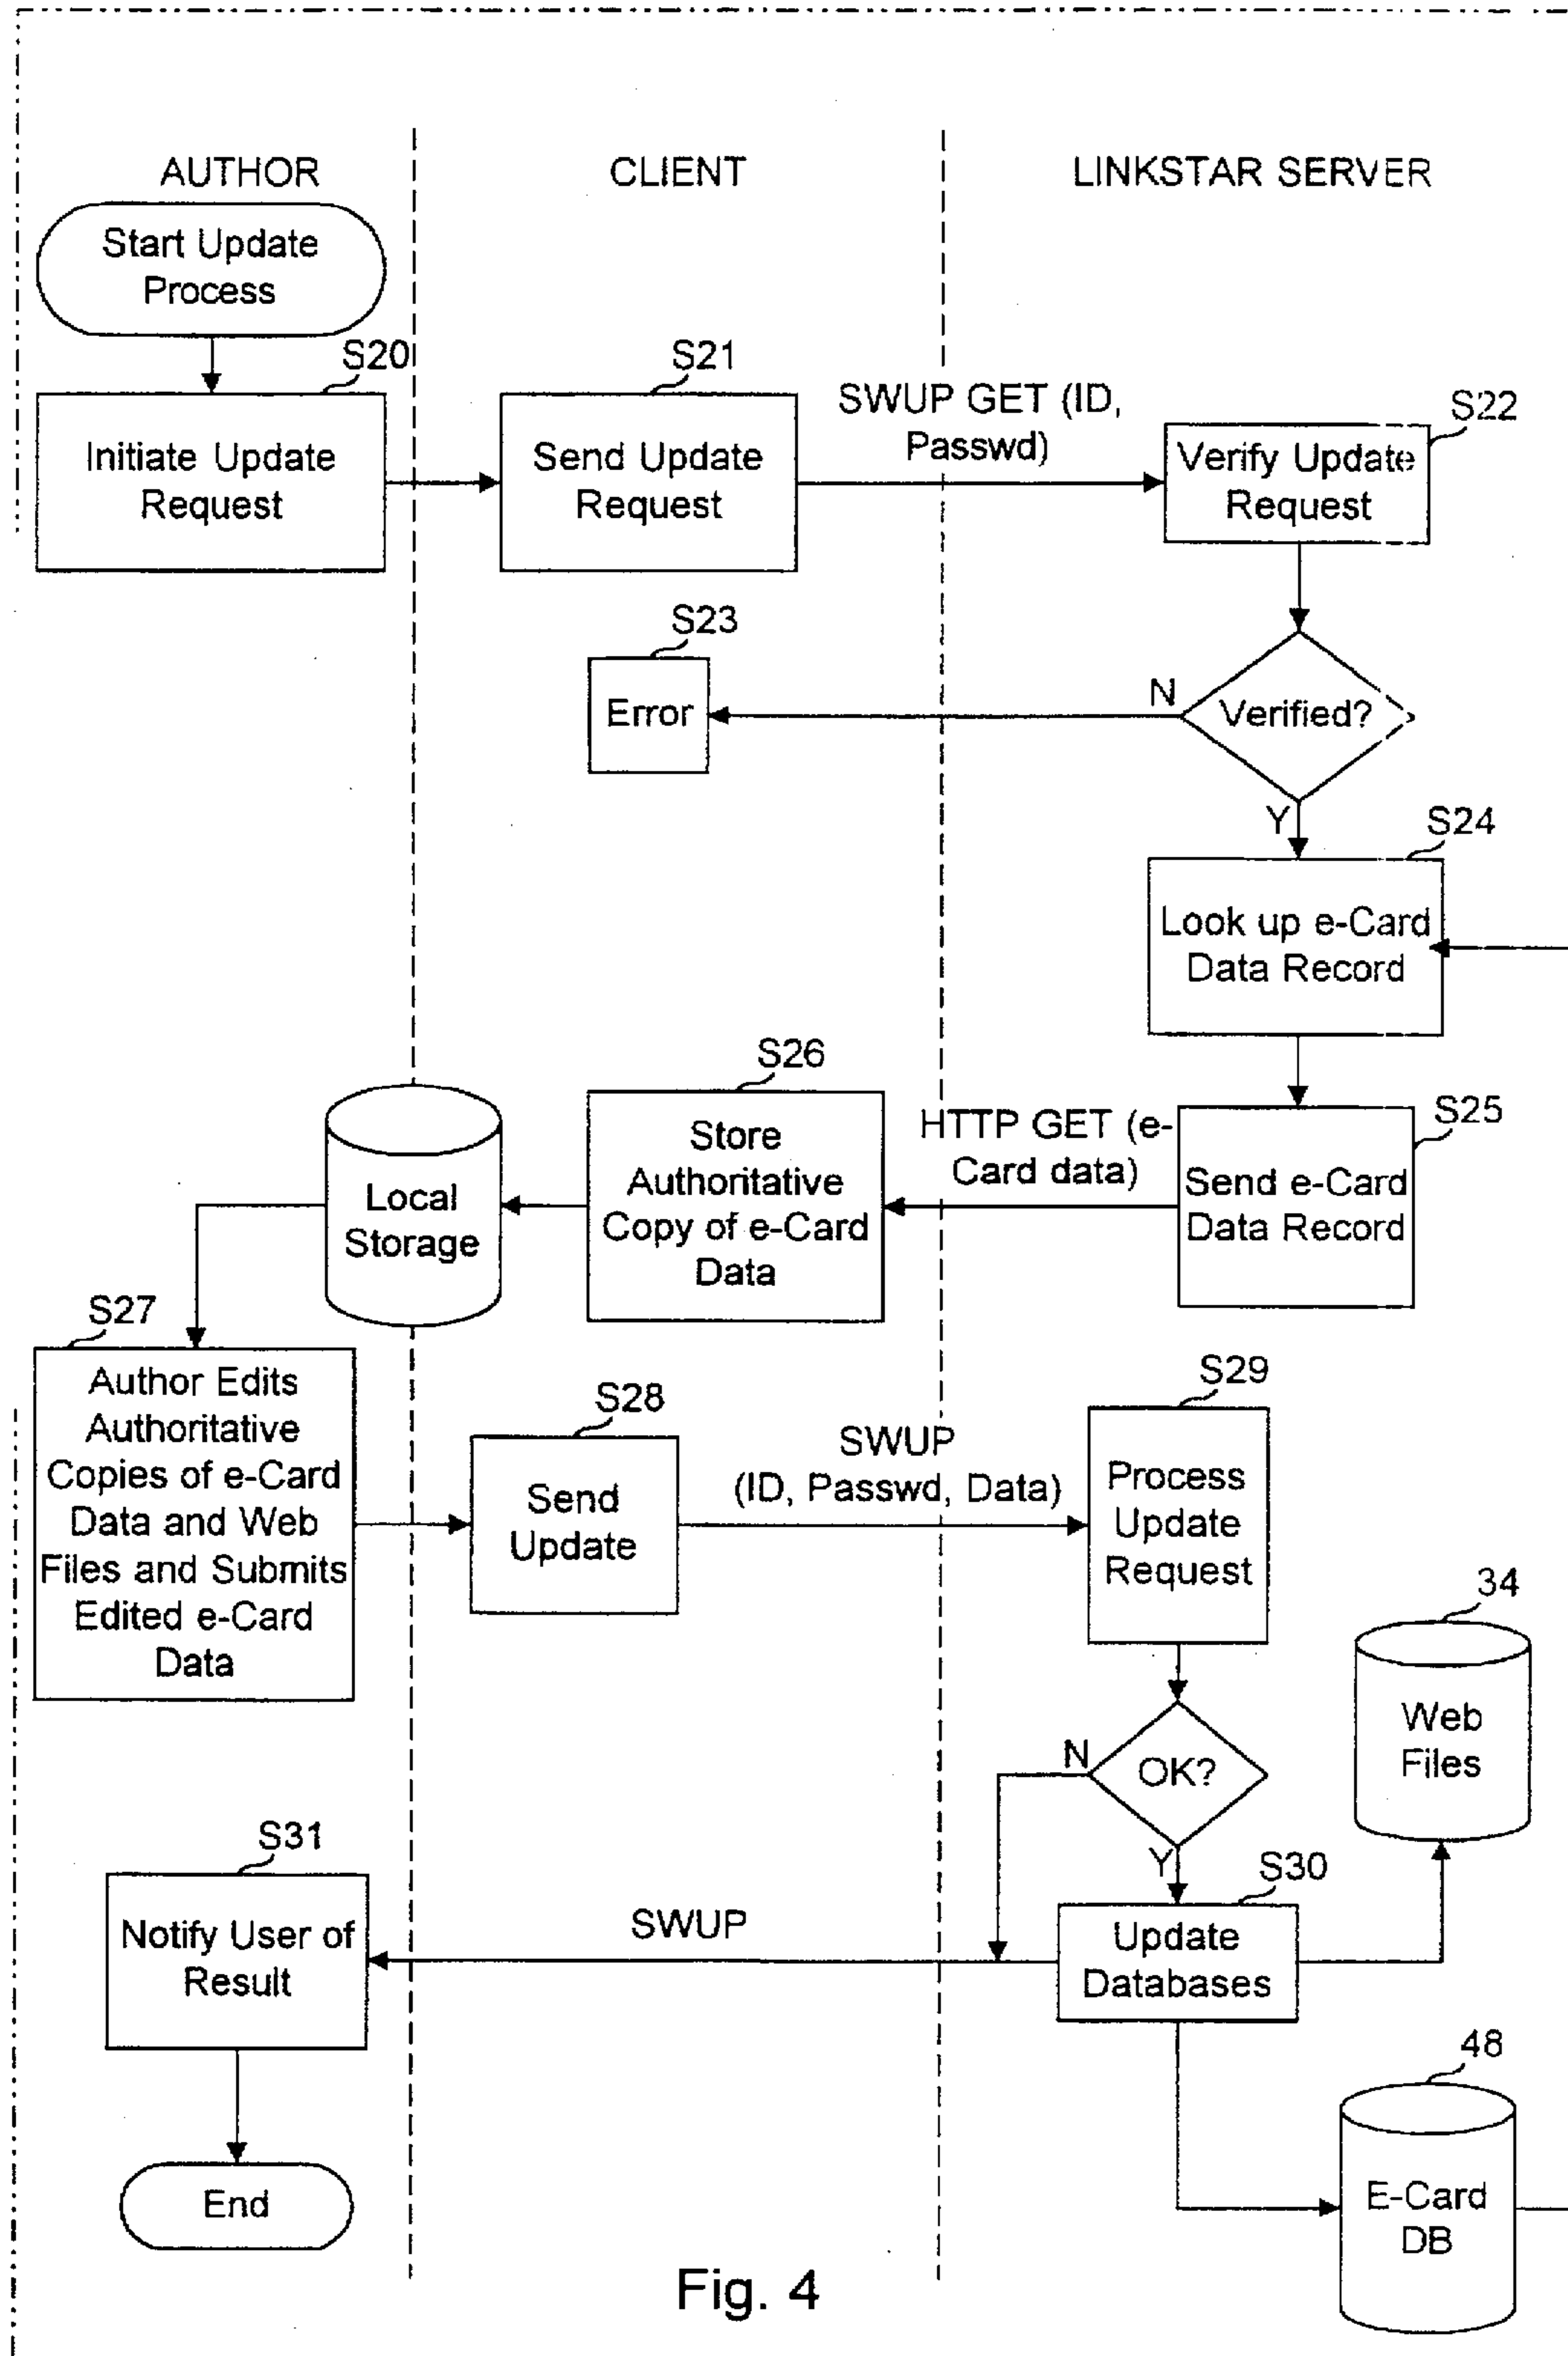 AUTHOR
CLIENT
LINKSTAR SERVER
Start Update
Process
S20
S21
SWUP GET (ID,
Passwd)
S22
Initiate Update
Request
Send Update
Request
Verify Update
Request
S23
Error
N
Verified?
Y
S24
Look up e-Card
Data Record
S26
HTTP GET (e-
Card data)
S25
Local
Storage
Store
Authoritative
Copy of e-Card
Data
Send e-Card
Data Record
S27
Author Edits
Authoritative
Copies of e-Card
Data and Web
Files and Submits
Edited e-Card
Data
S28
Send
Update
SWUP
(ID, Passwd, Data)
S29
Process
Update
Request
34
Web
Files
N
OK?
Y
S30
S31
Notify User of
Result
SWUP
Update
Databases
48
E-Card
DB
End
Fig. 4